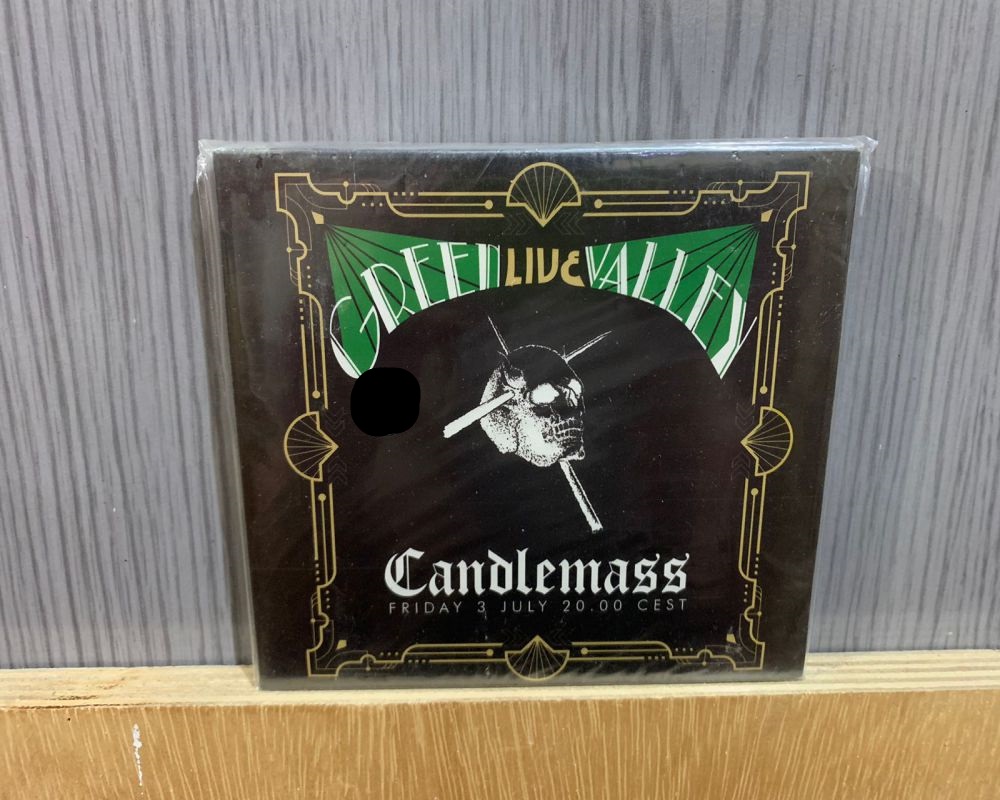 GREEN LIVE VALLEY
Candlemass
FRIDAY 3 JULY 20.00 CEST